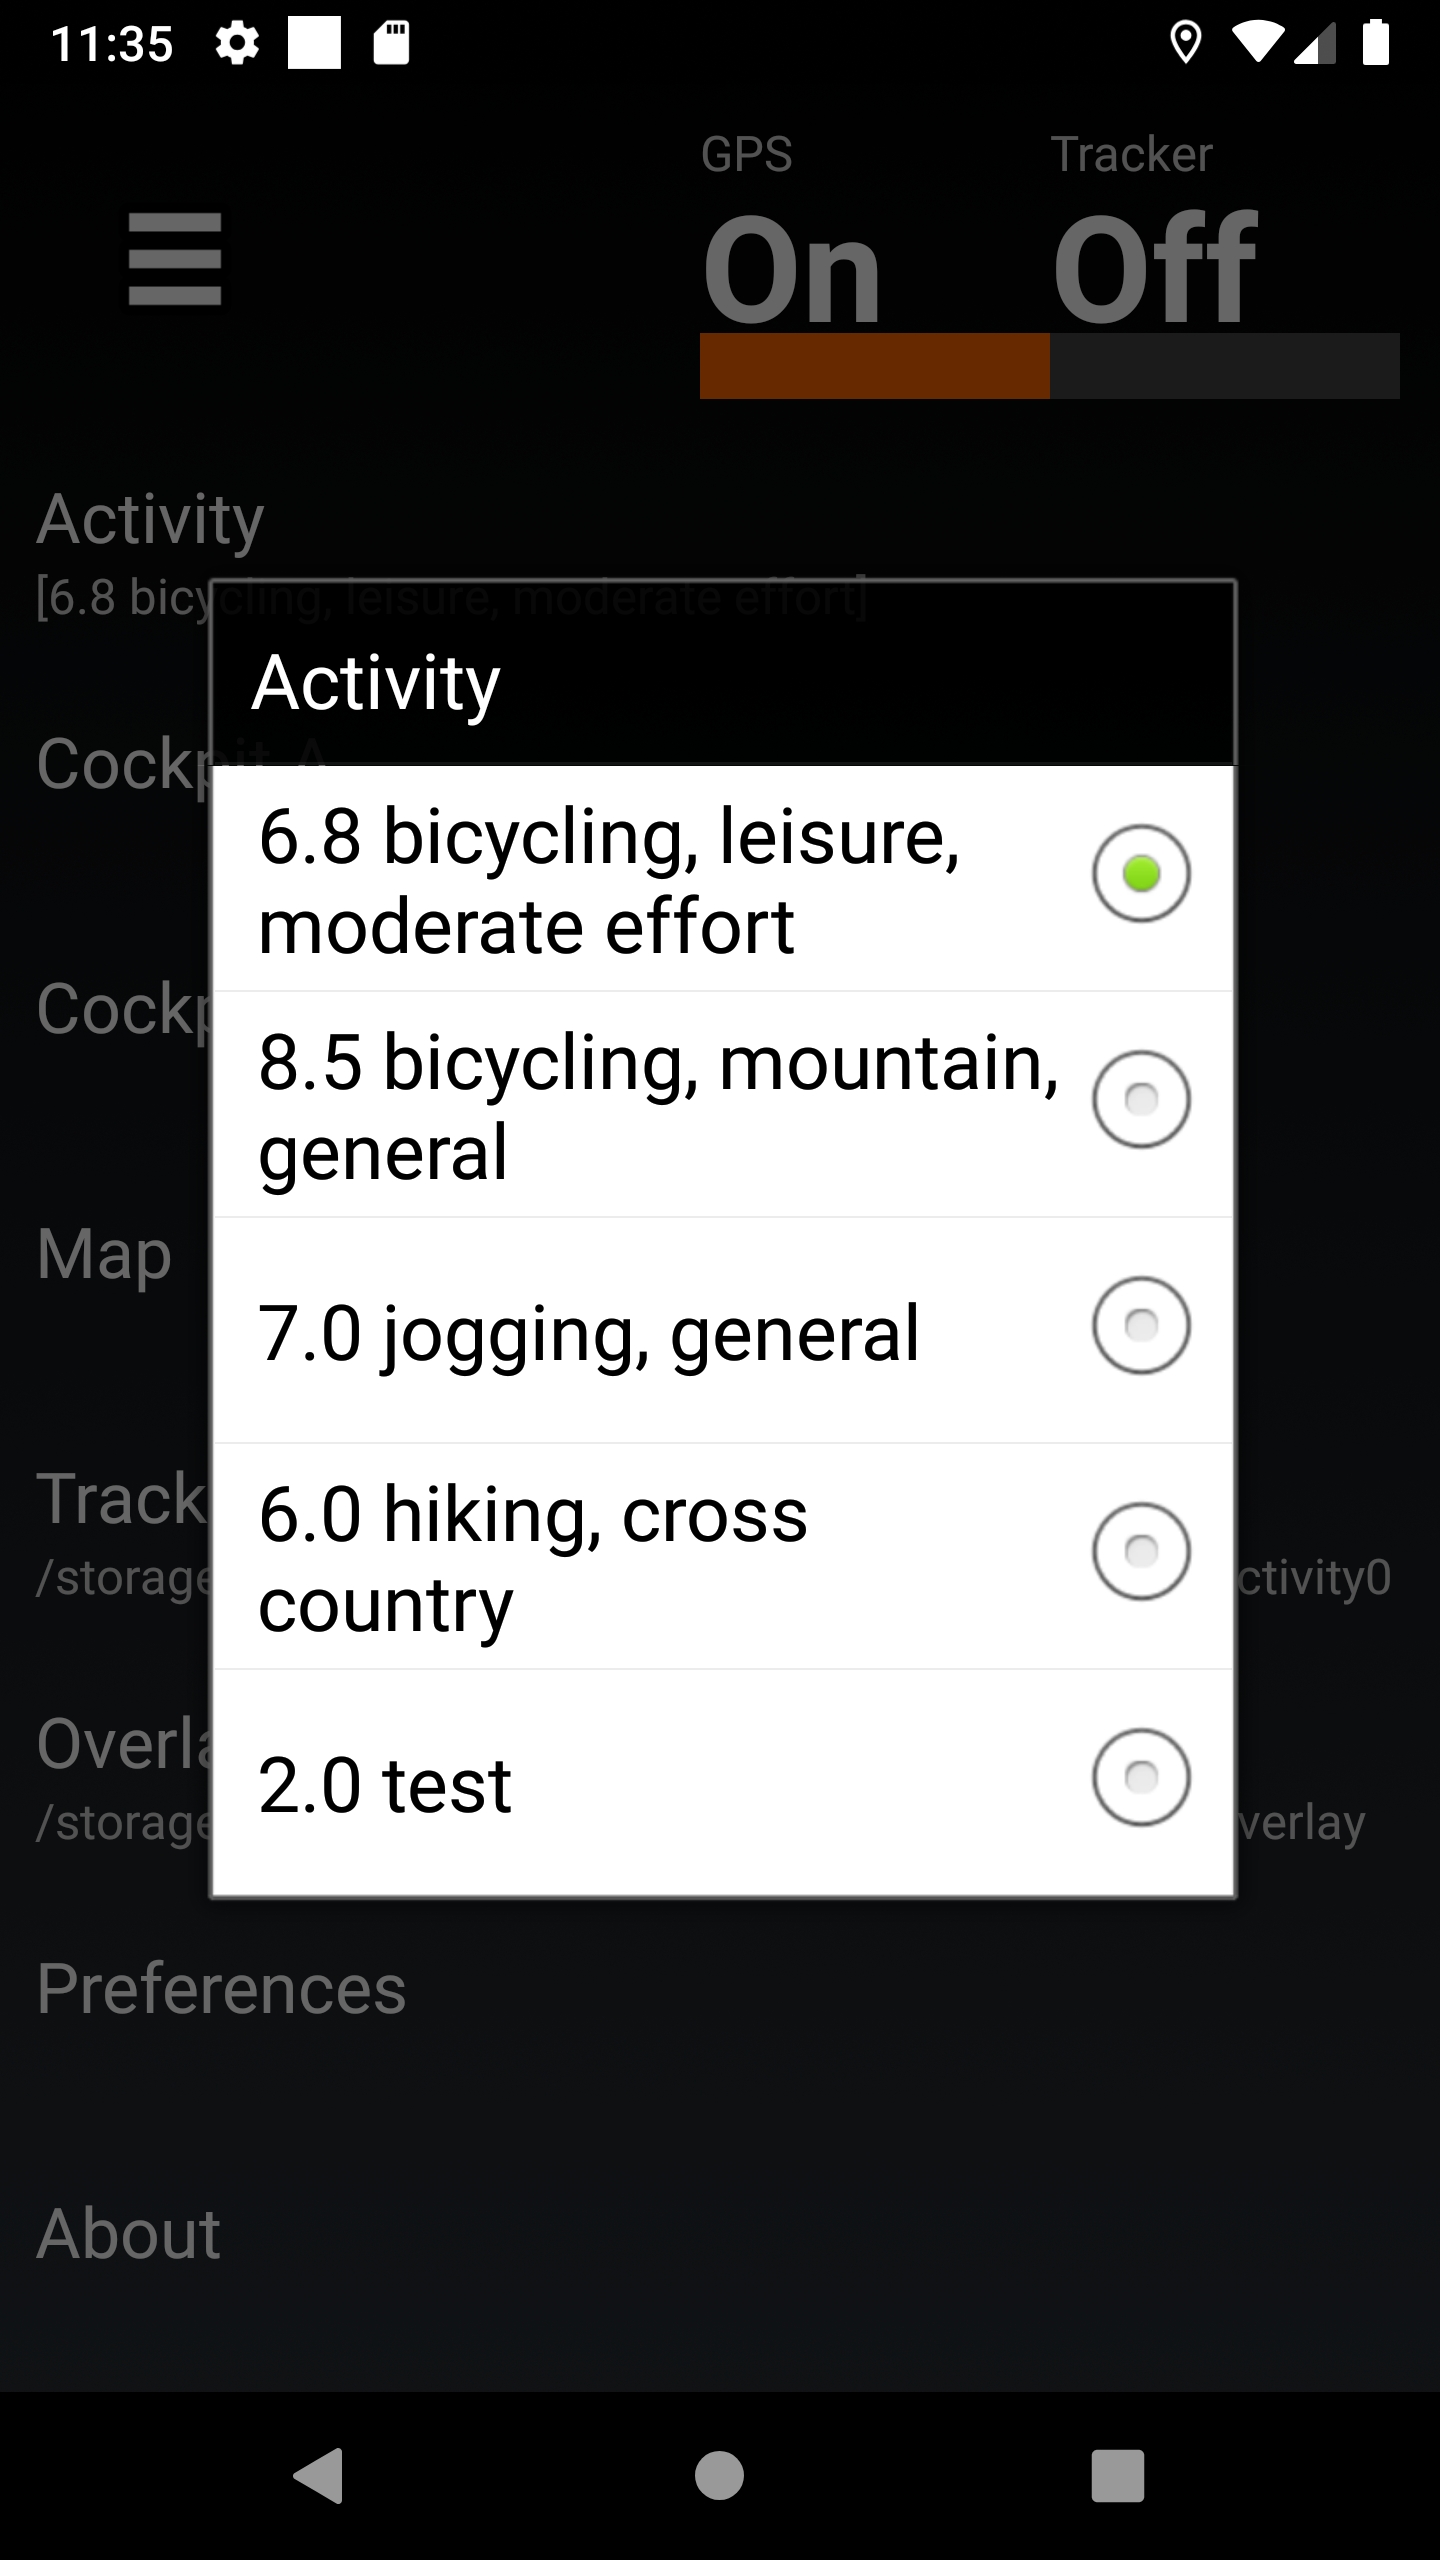 11:35
GPS
Tracker
On
Off
Activity
[6.8 bicycling, leisure, moderate effort]
Activity
Cockpit A
6.8 bicycling, leisure,
moderate effort
Cockp
8.5 bicycling, mountain,
general
Map
7.0 jogging, general
Track
/storage
ctivity0
6.0 hiking, cross
country
Overla
/storage
verlay
2.0 test
Preferences
About